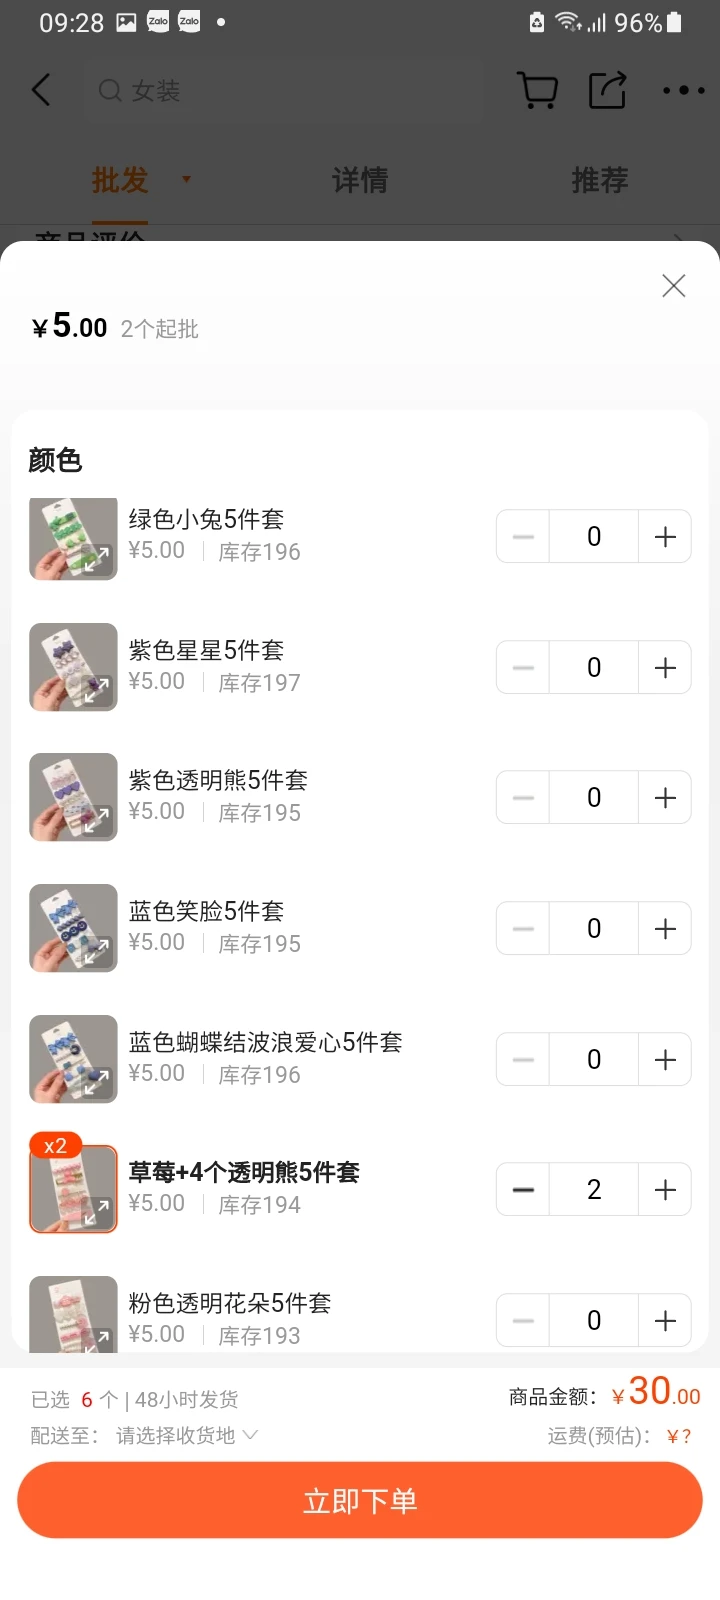 09:28 Zalo Zalo 96%
女装
批发 详情 推荐
商品评价
¥5.00 2个起批
颜色
绿色小兔5件套
¥5.00 库存196
0
紫色星星5件套
¥5.00 库存197
0
紫色透明熊5件套
¥5.00 库存195
0
蓝色笑脸5件套
¥5.00 库存195
0
蓝色蝴蝶结波浪爱心5件套
¥5.00 库存196
0
x2
草莓+4个透明熊5件套
¥5.00 库存194
2
粉色透明花朵5件套
¥5.00 库存193
0
已选 6 个 | 48小时发货 商品金额：¥30.00
配送至： 请选择收货地 运费(预估)： ¥?
立即下单